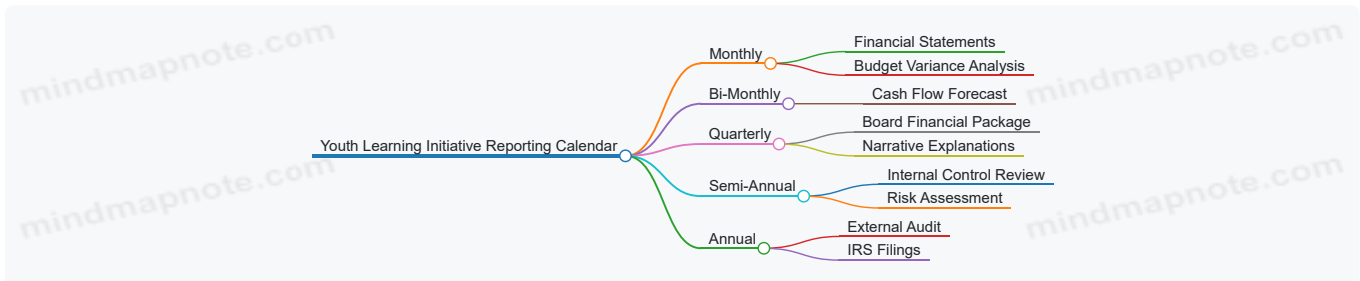 mindmapnote.com
mindmapnote.com
Youth Learning Initiative Reporting Calendar
Monthly
Financial Statements
Budget Variance Analysis
Bi-Monthly
Cash Flow Forecast
Quarterly
Board Financial Package
Narrative Explanations
Semi-Annual
Internal Control Review
Risk Assessment
Annual
External Audit
IRS Filings
mindmapnote.com
mindmapnote.com